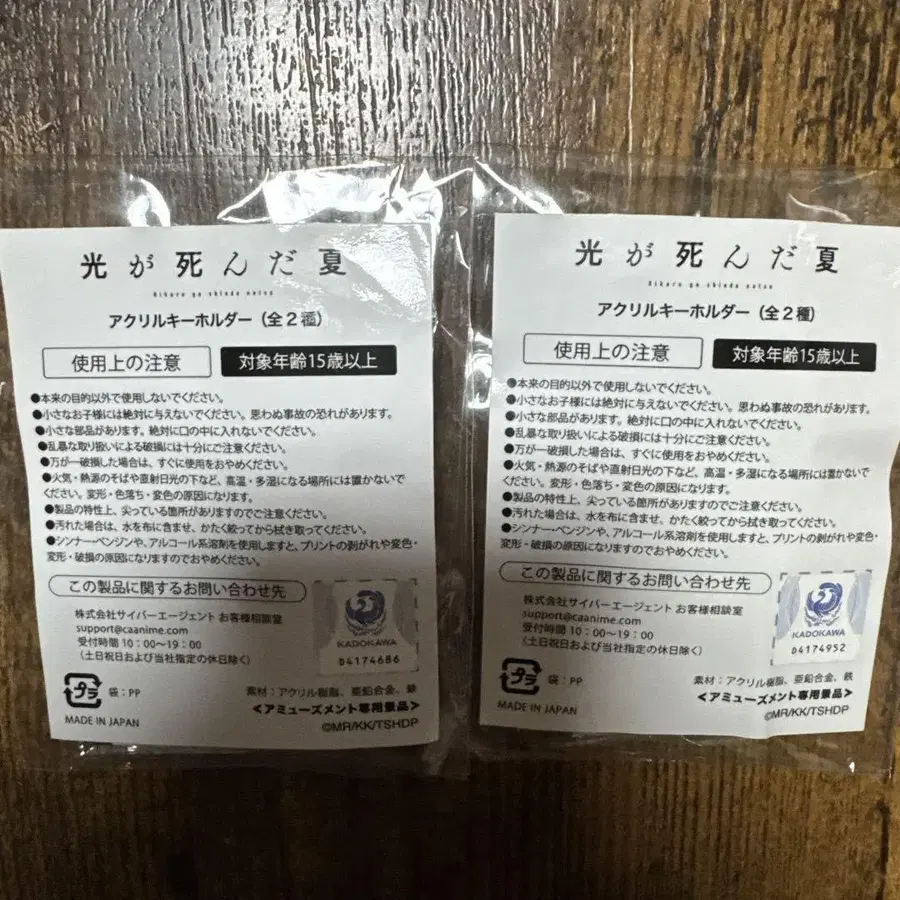 光が死んだ夏
Hikaru ga shinda natsu
アクリルキーホルダー（全２種）
使用上の注意
対象年齢15歳以上
●本来の目的以外で使用しないでください。
●小さなお子様には絶対に与えないでください。思わぬ事故の恐れがあります。
●小さな部品があります。絶対に口の中に入れないでください。
●乱暴な取り扱いによる破損には十分にご注意ください。
●万が一破損した場合は、すぐに使用をおやめください。
●火気・熱源のそばや直射日光の下など、高温・多湿になる場所には置かないで
ください。変形・色落ち・変色の原因になります。
●製品の特性上、尖っている箇所がありますのでご注意ください。
●汚れた場合は、水を布に含ませ、かたく絞ってから拭き取ってください。
●シンナー・ベンジンや、アルコール系溶剤を使用しますと、プリントの剥がれや変色・
変形・破損の原因になりますのでおやめください。
この製品に関するお問い合わせ先
株式会社サイバーエージェント お客様相談室
support@caanime.com
受付時間 10：00〜19：00
（土日祝日および当社指定の休日除く）
KADOKAWA
D4174686
プラ
袋：PP
素材：アクリル樹脂、亜鉛合金、鉄
＜アミューズメント専用景品＞
MADE IN JAPAN
©MR/KK/TSHDP
光が死んだ夏
Hikaru ga shinda natsu
アクリルキーホルダー（全２種）
使用上の注意
対象年齢15歳以上
●本来の目的以外で使用しないでください。
●小さなお子様には絶対に与えないでください。思わぬ事故の恐れがあります。
●小さな部品があります。絶対に口の中に入れないでください。
●乱暴な取り扱いによる破損には十分にご注意ください。
●万が一破損した場合は、すぐに使用をおやめください。
●火気・熱源のそばや直射日光の下など、高温・多湿になる場所には置かないで
ください。変形・色落ち・変色の原因になります。
●製品の特性上、尖っている箇所がありますのでご注意ください。
●汚れた場合は、水を布に含ませ、かたく絞ってから拭き取ってください。
●シンナー・ベンジンや、アルコール系溶剤を使用しますと、プリントの剥がれや変色・
変形・破損の原因になりますのでおやめください。
この製品に関するお問い合わせ先
株式会社サイバーエージェント お客様相談室
support@caanime.com
受付時間 10：00〜19：00
（土日祝日および当社指定の休日除く）
KADOKAWA
D4174952
プラ
袋：PP
素材：アクリル樹脂、亜鉛合金、鉄
＜アミューズメント専用景品＞
MADE IN JAPAN
©MR/KK/TSHDP